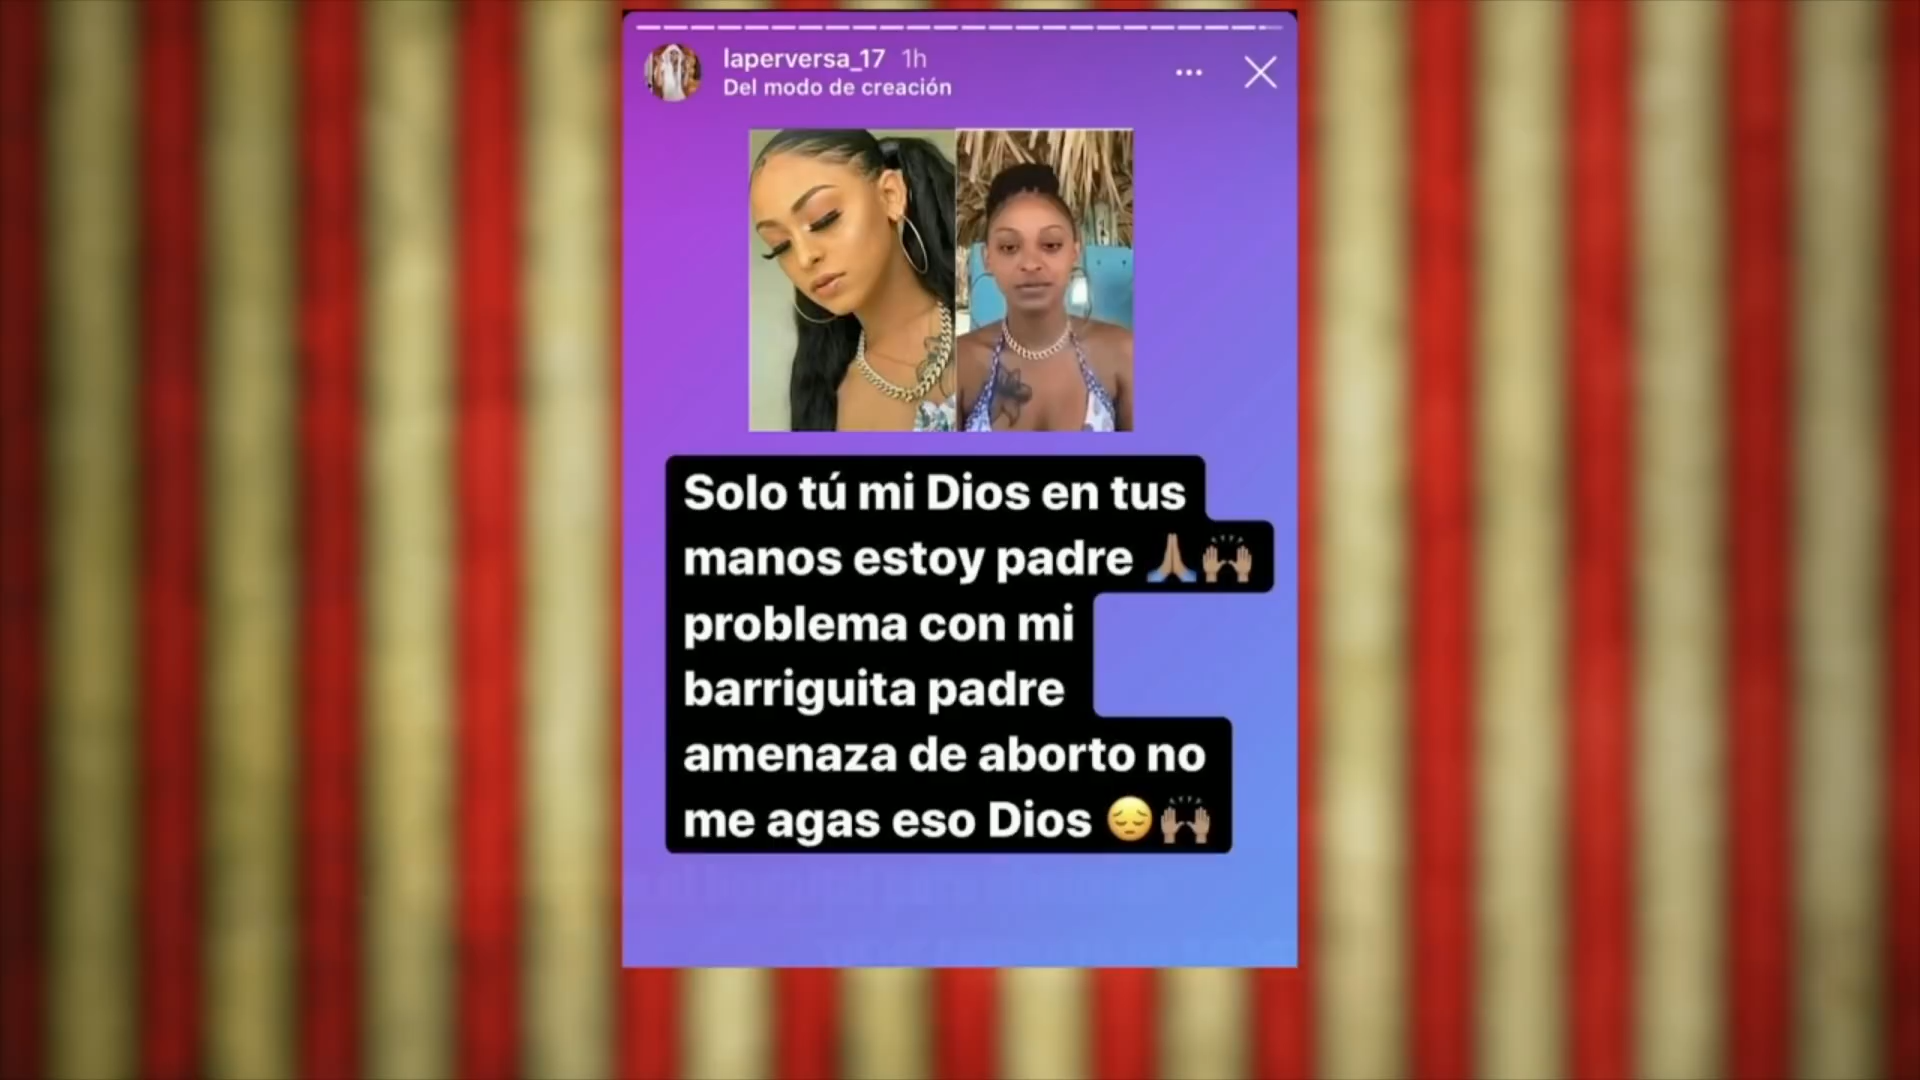 laperversa_17 1h
Del modo de creación
Solo tú mi Dios en tus
manos estoy padre 🙏🏽🙌🏽
problema con mi
barriguita padre
amenaza de aborto no
me agas eso Dios 😔🙌🏽